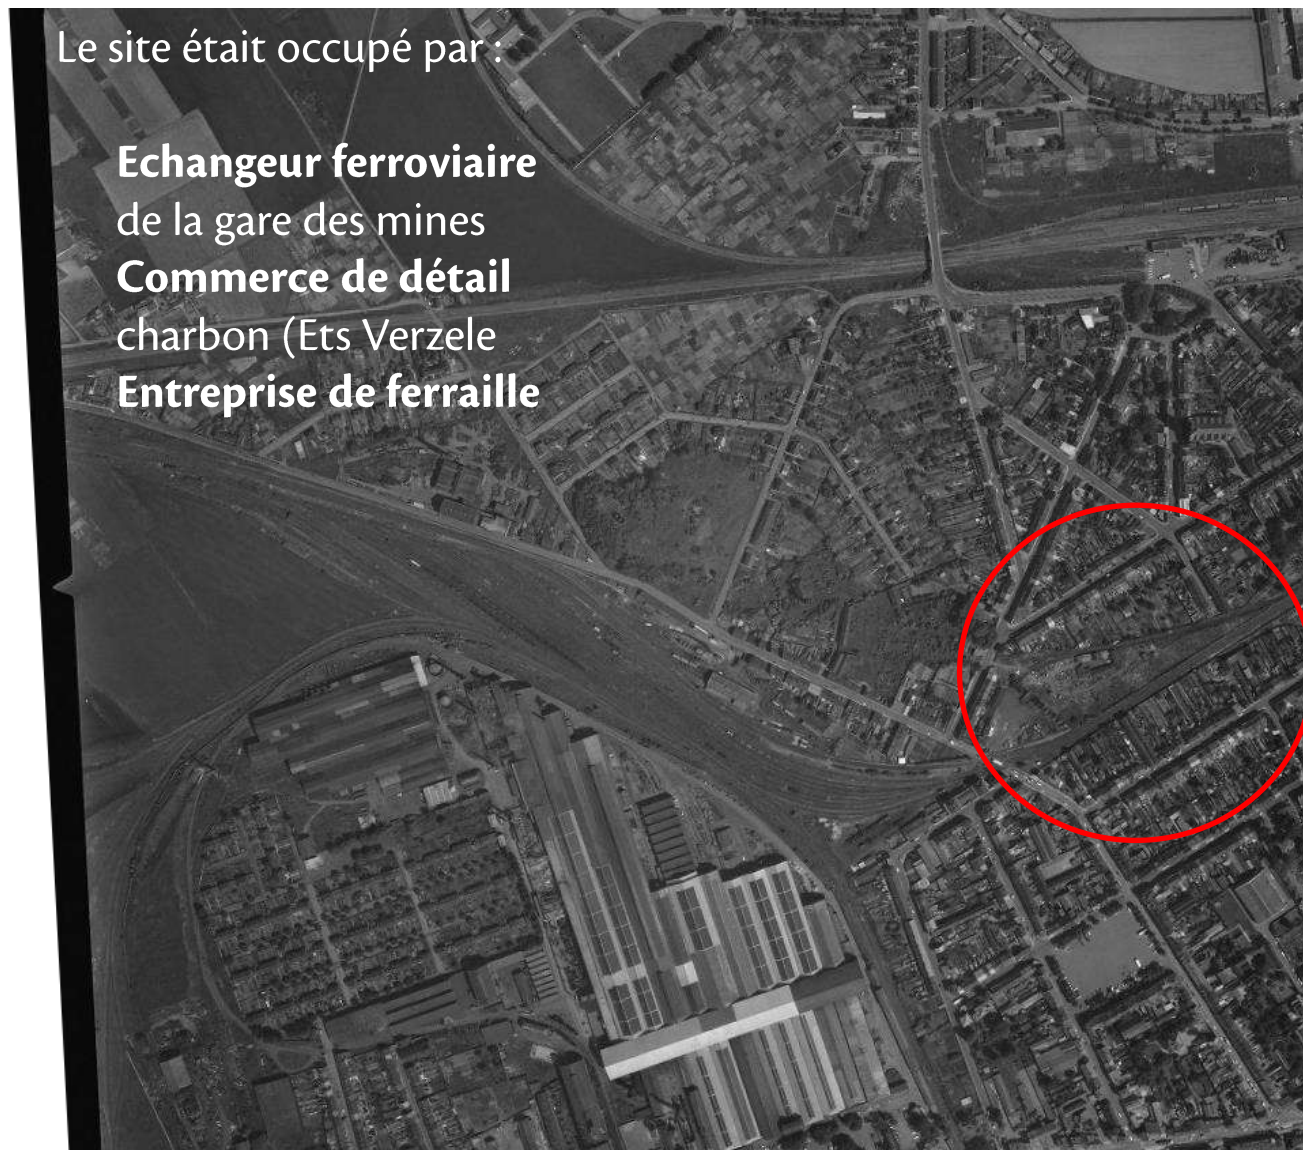 Le site était occupé par :
Echangeur ferroviaire
de la gare des mines
Commerce de détail
charbon (Ets Verzele
Entreprise de ferraille